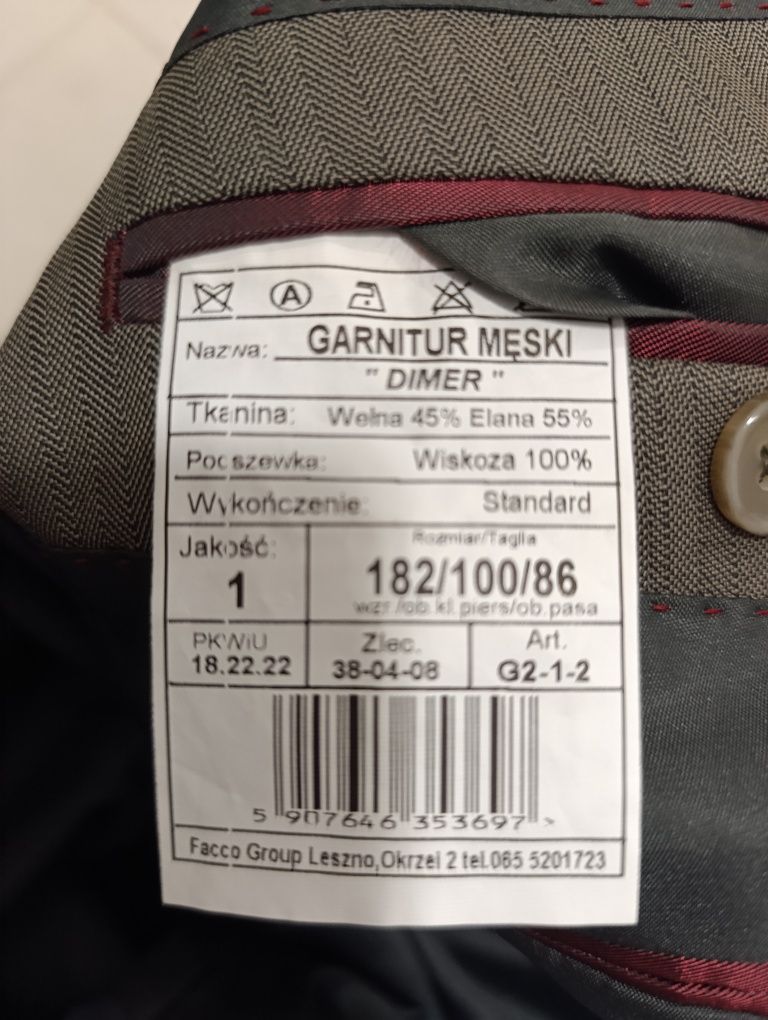 A
Nazwa: GARNITUR MĘSKI
" DIMER "
Tkanina: Wełna 45% Elana 55%
Podszewka: Wiskoza 100%
Wykończenie: Standard
Jakość: 1
Rozmiar/Taglia
182/100/86
wzr./ob.kl.piers/ob.pasa
PKWiU
18.22.22
Zlec.
38-04-08
Art.
G2-1-2
5 907646 353697 >
Facco Group Leszno,Okrzei 2 tel.065 5201723